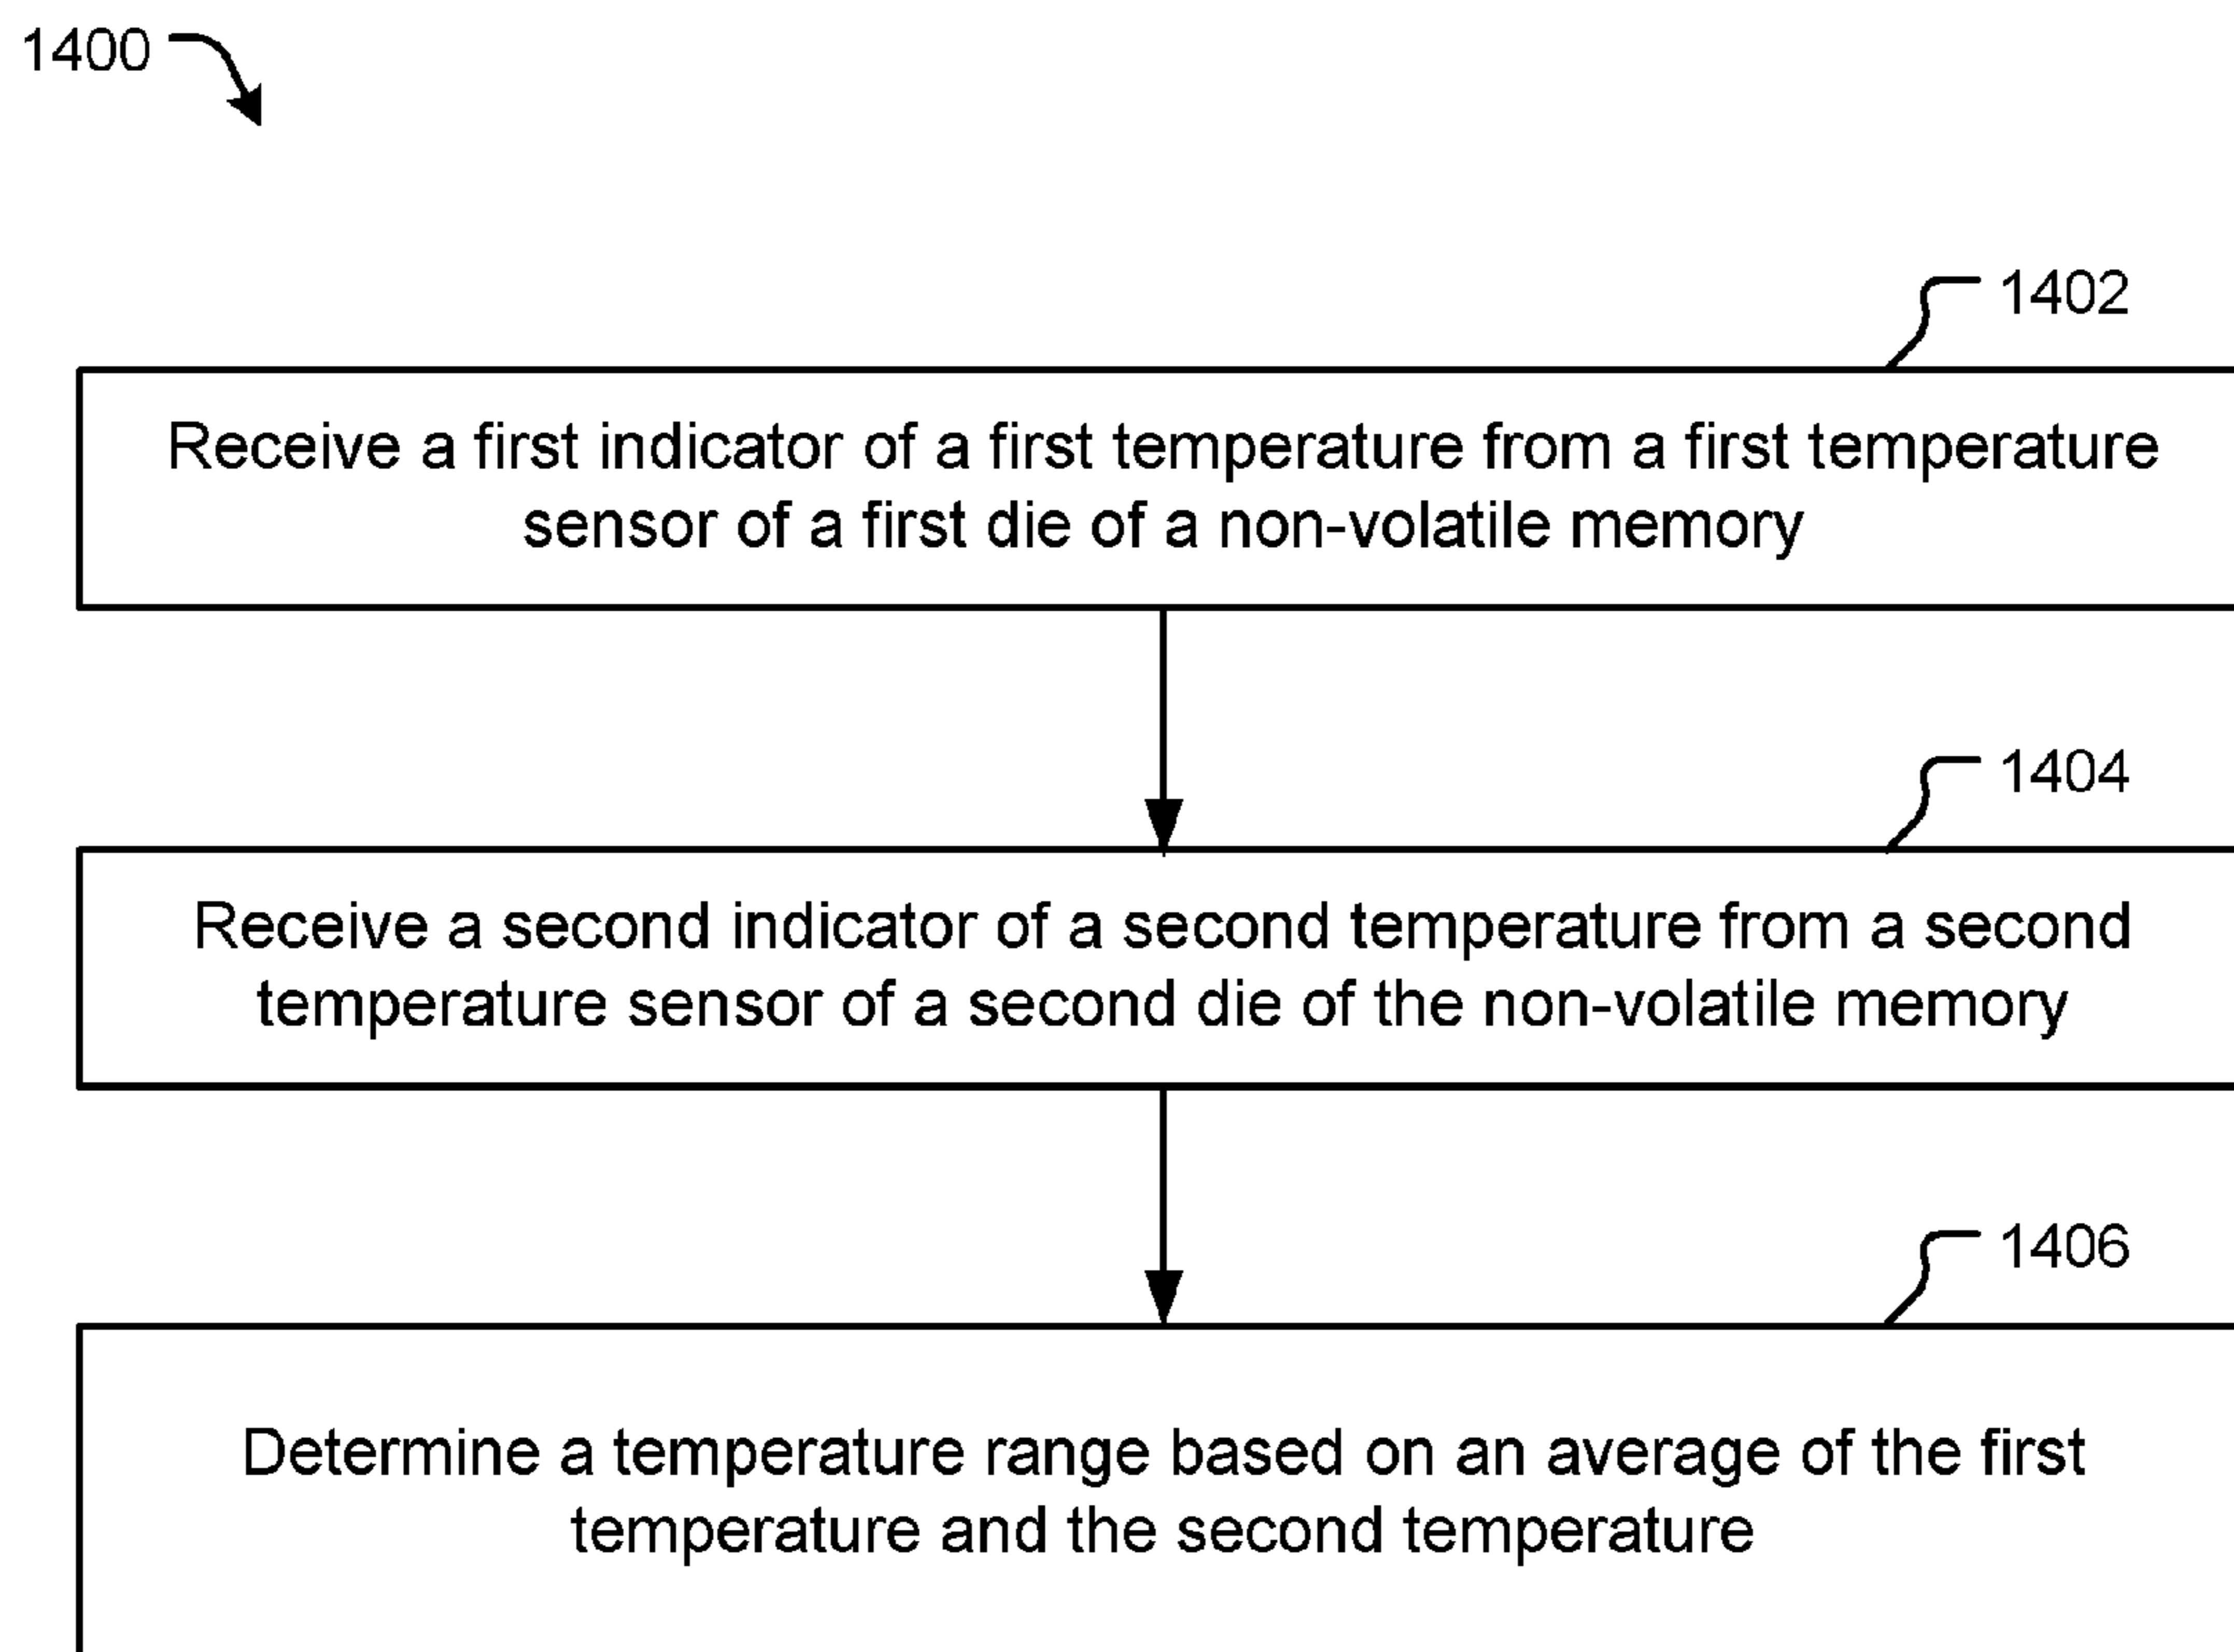 1400
1402
Receive a first indicator of a first temperature from a first temperature
sensor of a first die of a non-volatile memory
1404
Receive a second indicator of a second temperature from a second
temperature sensor of a second die of the non-volatile memory
1406
Determine a temperature range based on an average of the first
temperature and the second temperature